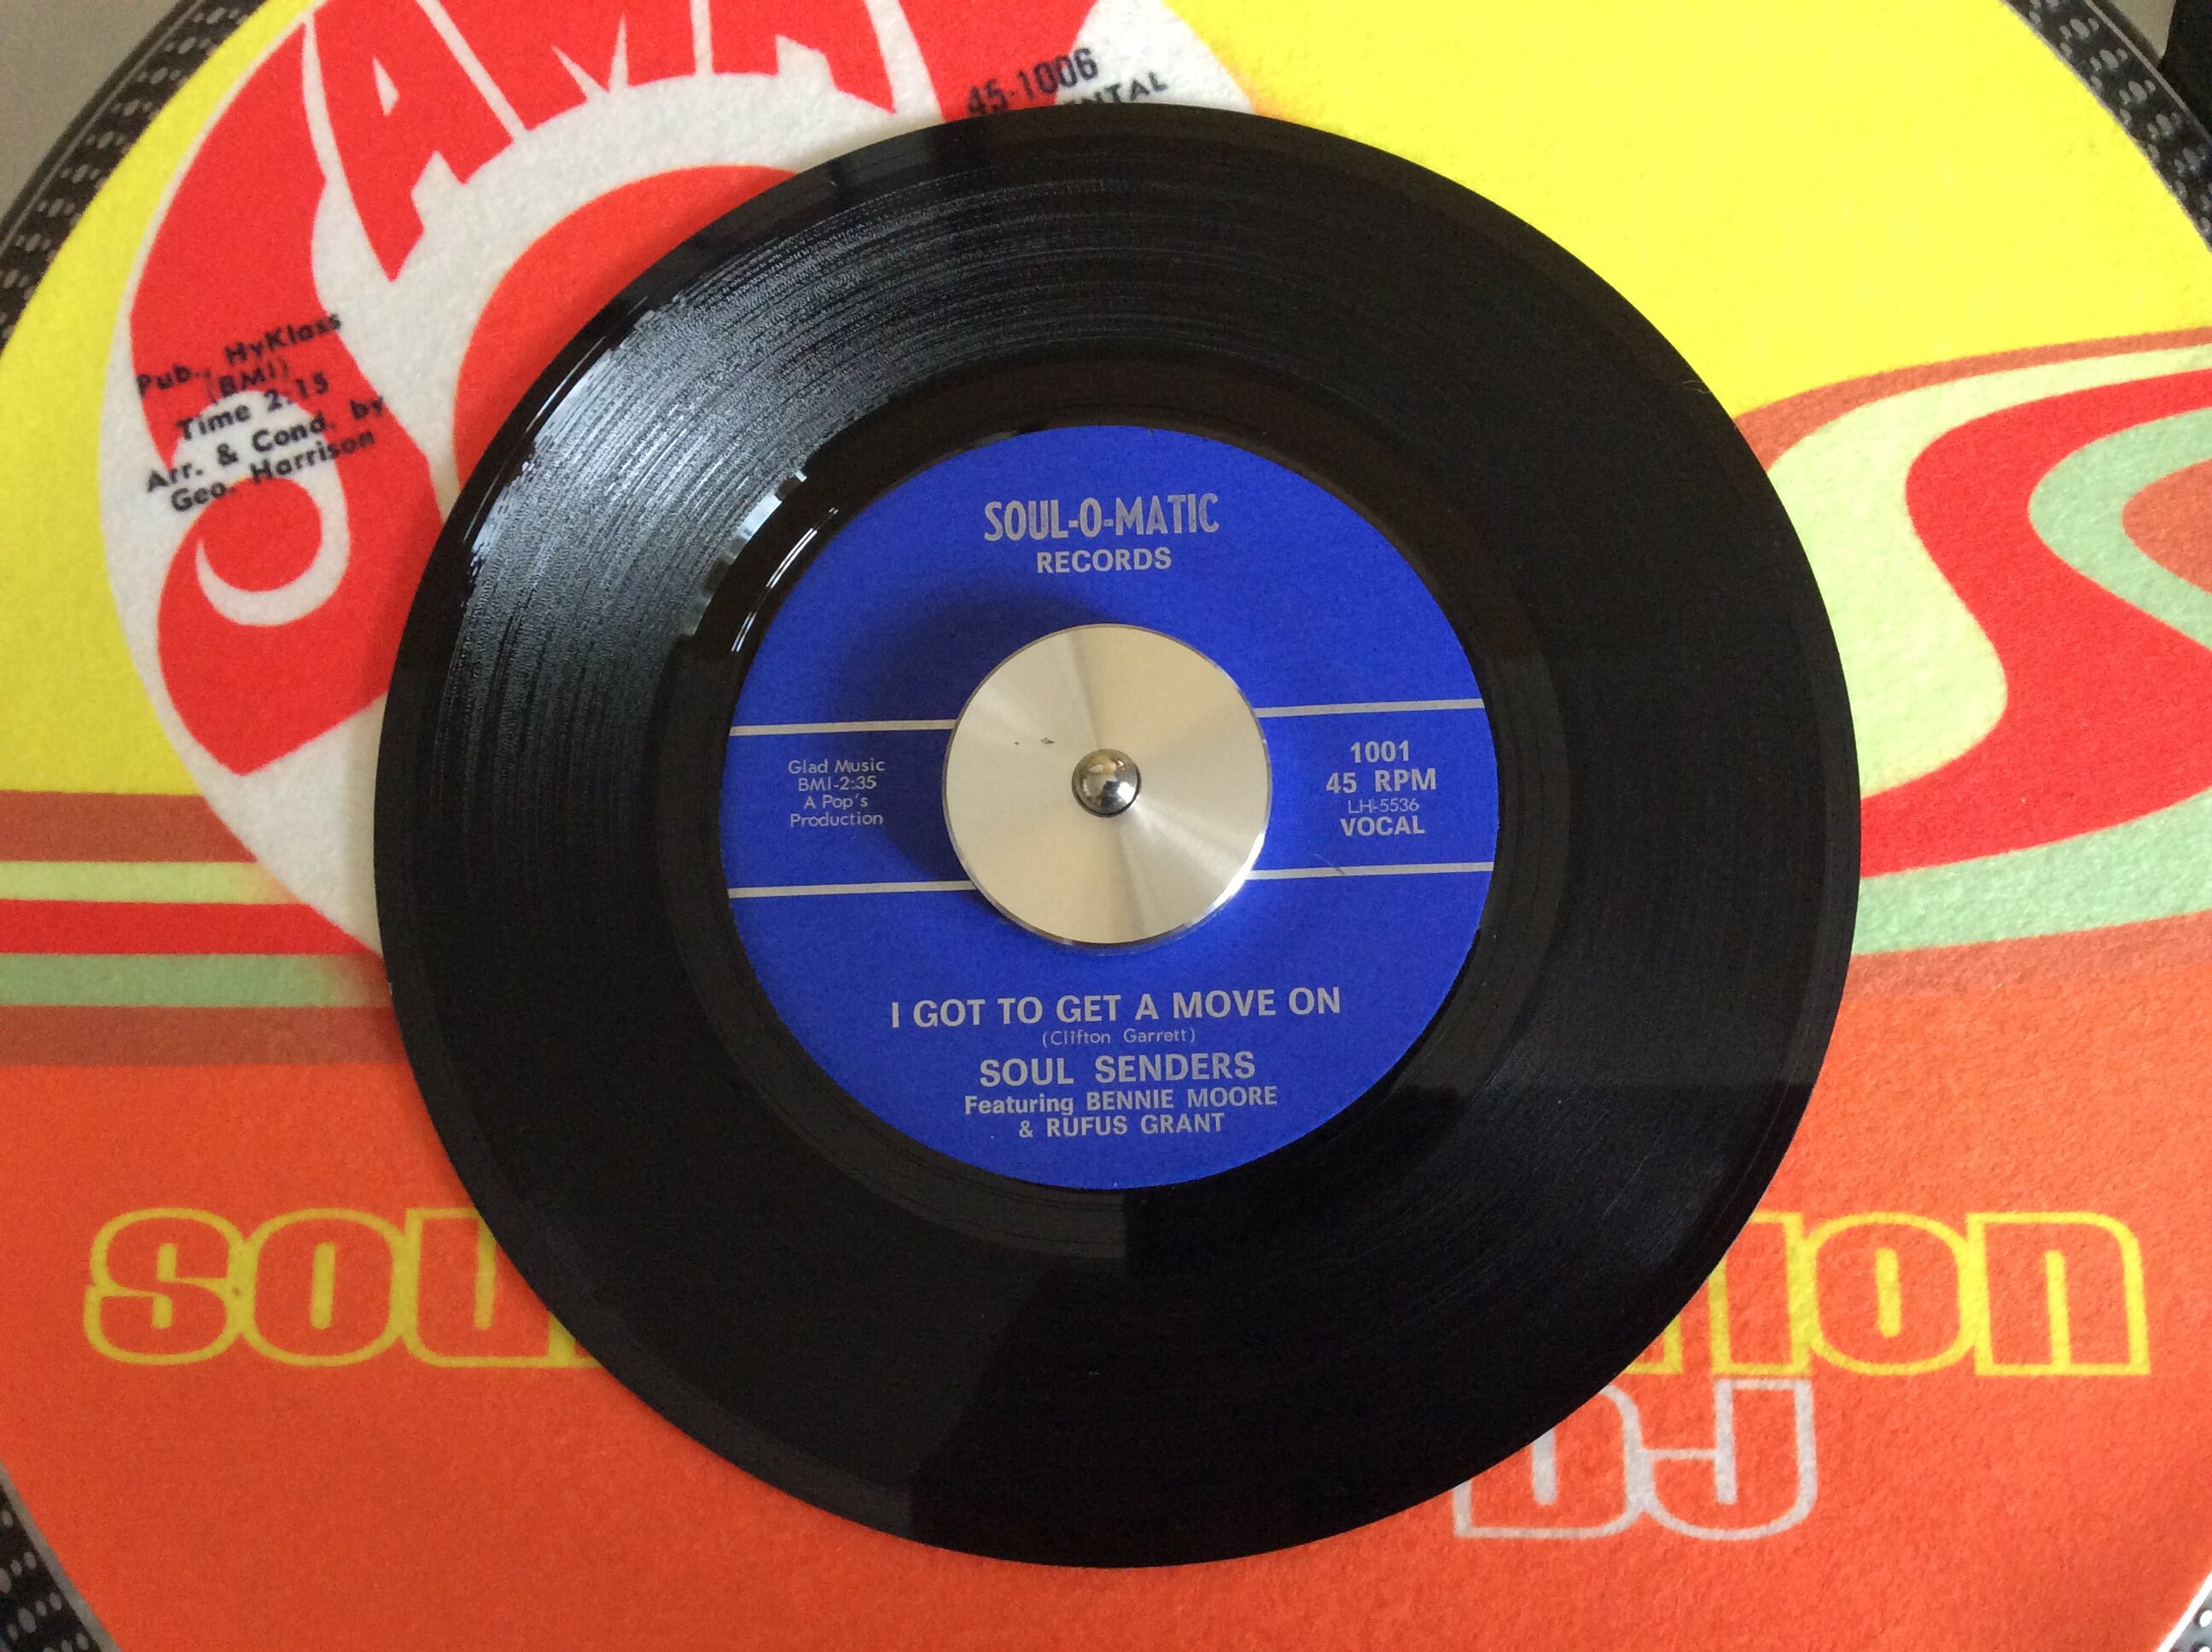 45-1006
Pub., HyKlass
(BMI)
Time 2:15
Arr. & Cond. by
Geo. Harrison
SOUL-O-MATIC
RECORDS
Glad Music
BMI-2:35
A Pop's
Production
1001
45 RPM
LH-5536
VOCAL
I GOT TO GET A MOVE ON
(Clifton Garrett)
SOUL SENDERS
Featuring BENNIE MOORE
& RUFUS GRANT
DJ